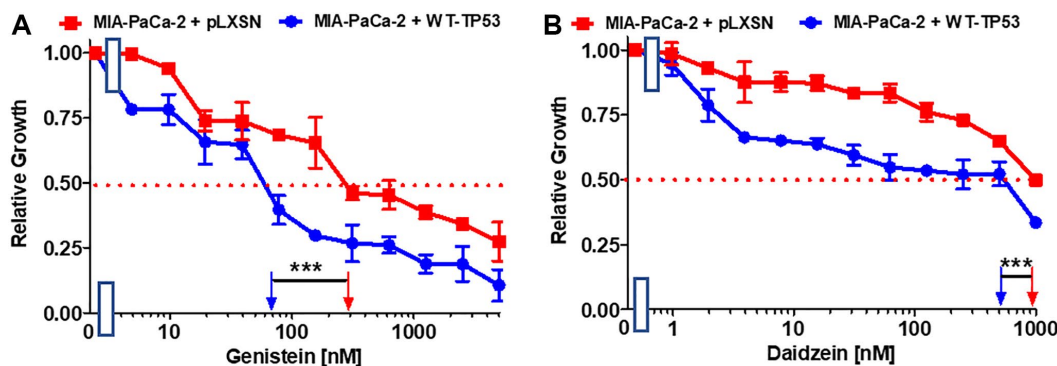 A
MIA-PaCa-2 + pLXSN MIA-PaCa-2 + WT-TP53
Relative Growth
1.00
0.75
0.50
0.25
0.00
***
0 10 100 1000
Genistein [nM]
B
MIA-PaCa-2 + pLXSN MIA-PaCa-2 + WT-TP53
Relative Growth
1.00
0.75
0.50
0.25
0.00
***
0 1 10 100 1000
Daidzein [nM]